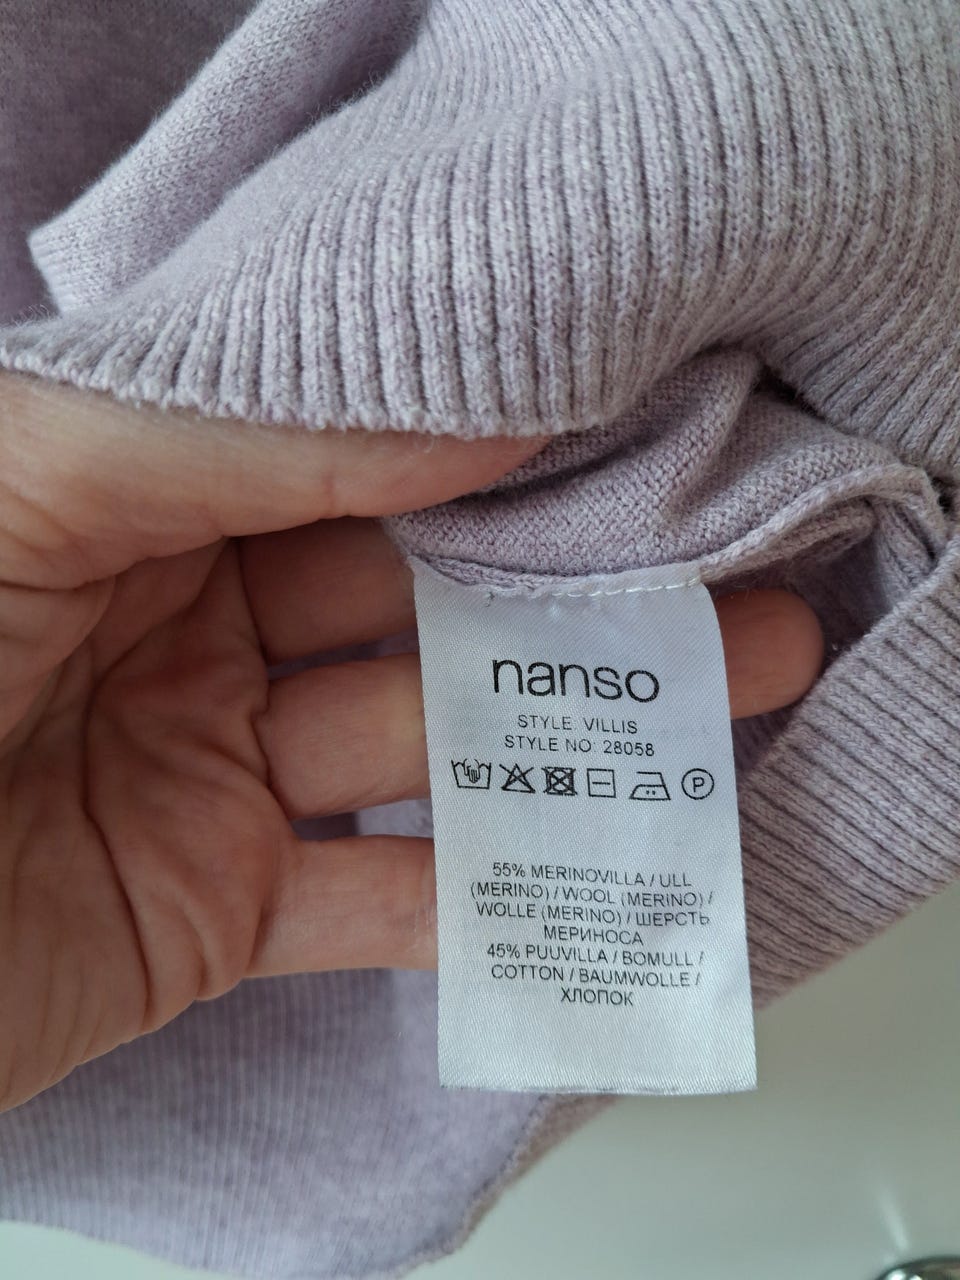 nanso
STYLE: VILLIS
STYLE NO: 28058
P
55% MERINOVILLA / ULL
(MERINO) / WOOL (MERINO) /
WOLLE (MERINO) / ШЕРСТЬ
МЕРИНОСА
45% PUUVILLA / BOMULL /
COTTON / BAUMWOLLE /
ХЛОПОК